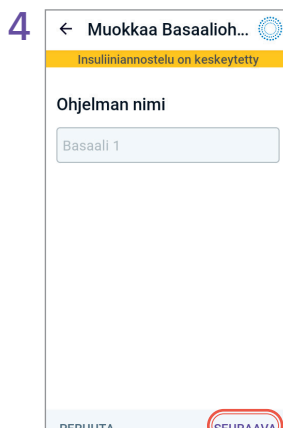 4
Muokkaa Basaalioh...
Insuliiniannostelu on keskeytetty
Ohjelman nimi
Basaali 1
PERUUTA
SEURAAVA